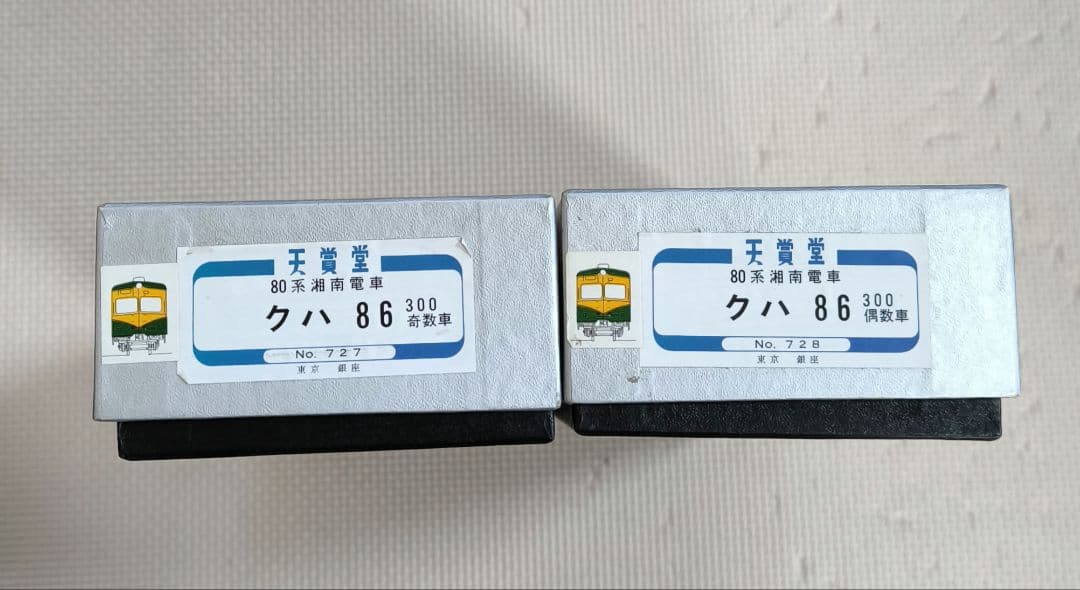 天賞堂
80系湘南電車
クハ 86 300
奇数車
No. 727
東京 銀座
天賞堂
80系湘南電車
クハ 86 300
偶数車
No. 728
東京 銀座